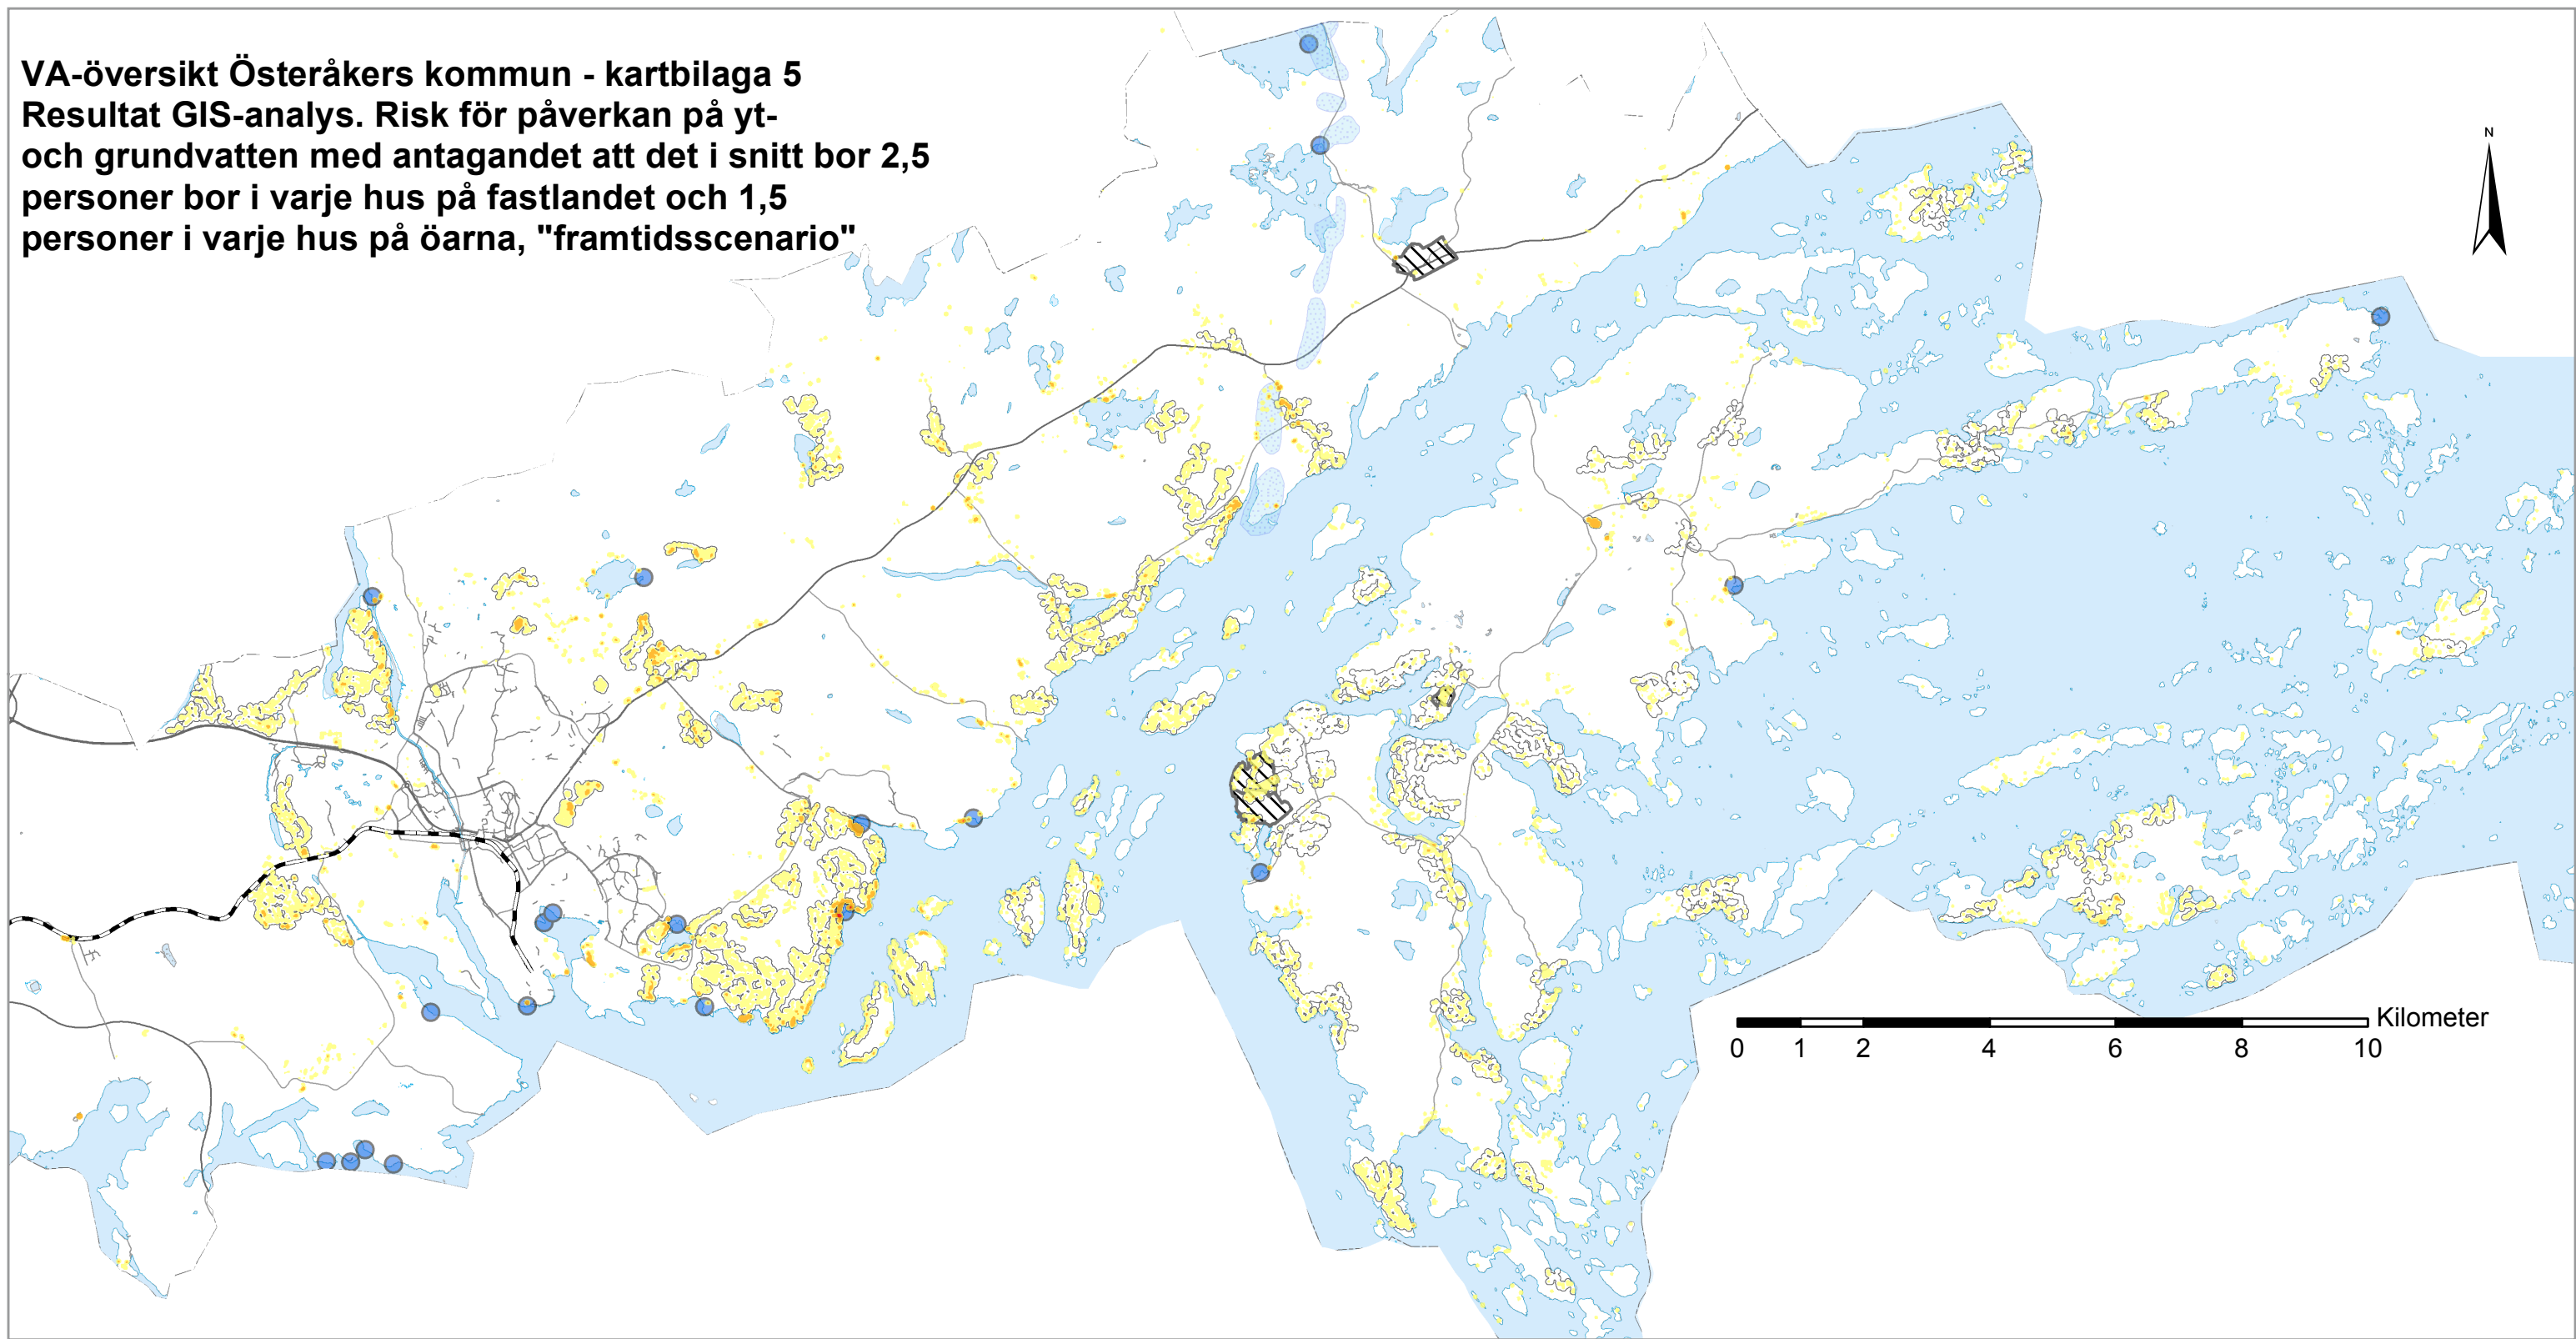 VA-översikt Österåkers kommun - kartbilaga 5
Resultat GIS-analys. Risk för påverkan på yt-
och grundvatten med antagandet att det i snitt bor 2,5
personer bor i varje hus på fastlandet och 1,5
personer i varje hus på öarna, "framtidsscenario"
N
Kilometer
0 1 2 4 6 8 10